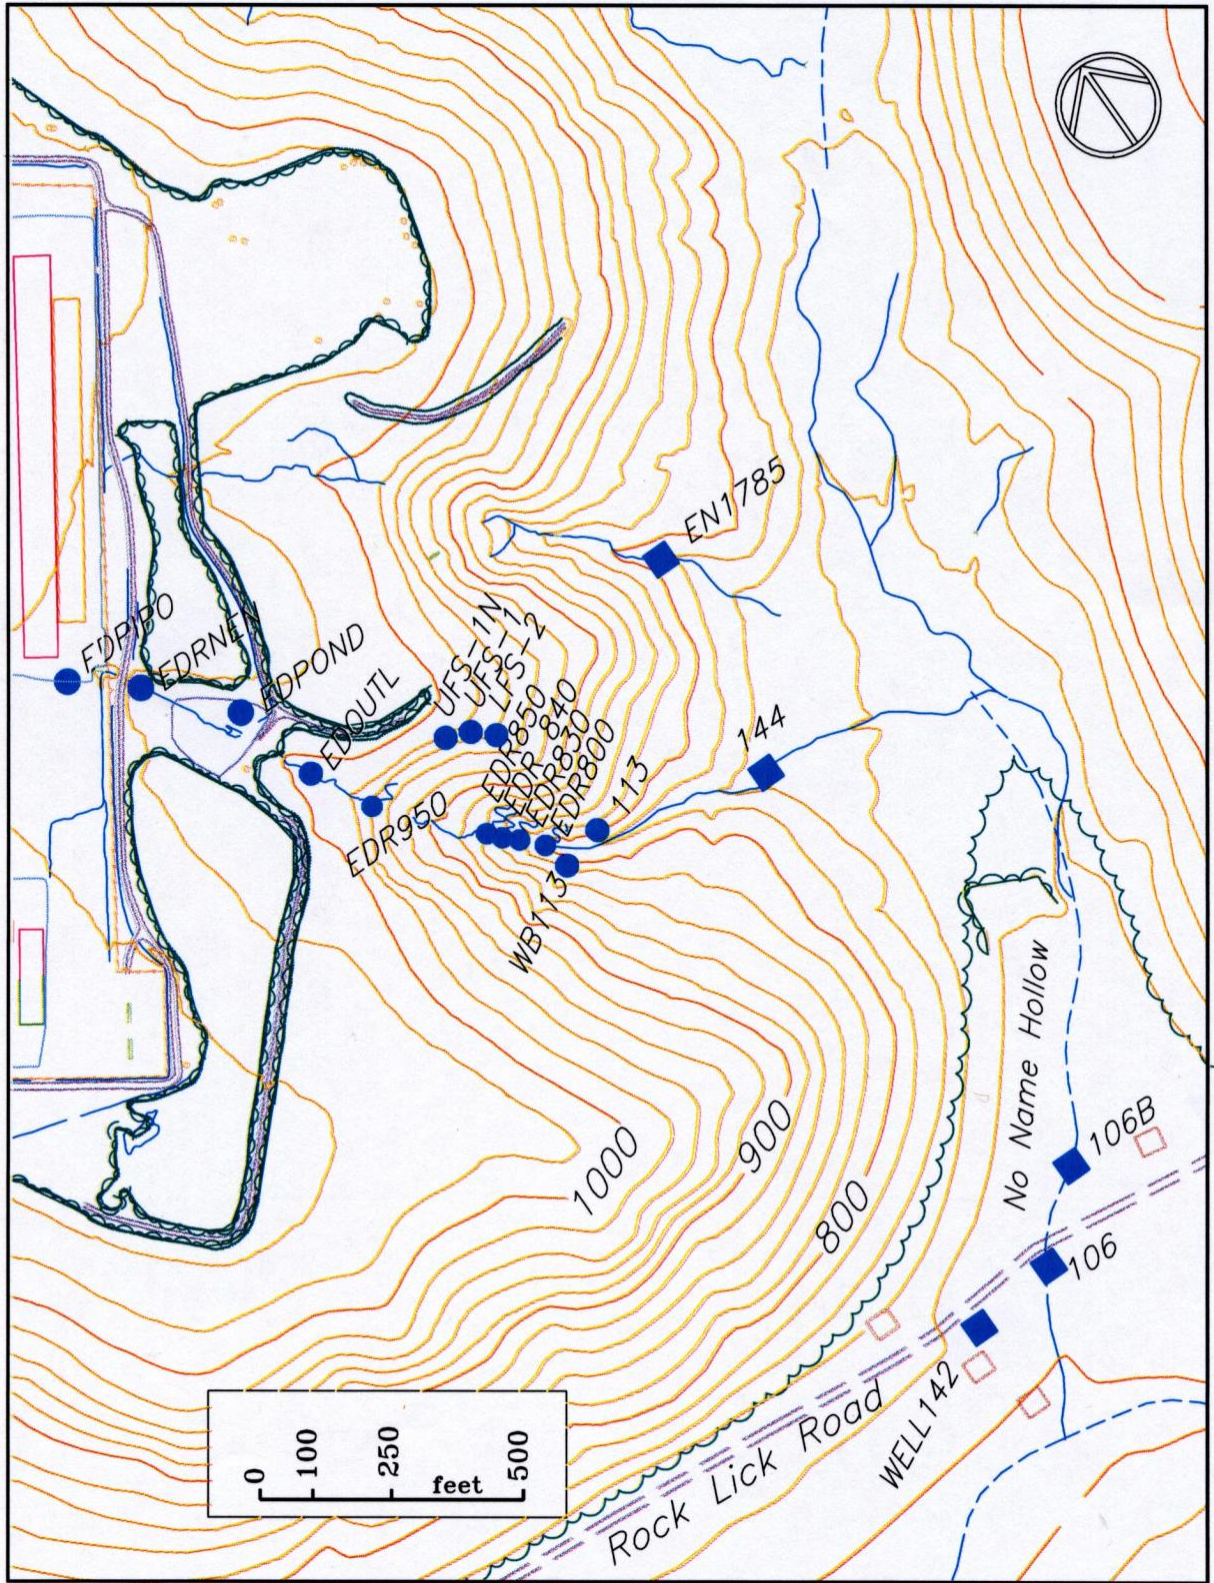 EN1785
EDPIPO
EDRNEN
EDPOND
EDOUTL
UFS-1N
UFS-1
LFS-2
EDR850
EDR 840
EDR830
EDR800
113
144
EDR950
WB113
No Name Hollow
1000
900
800
106B
106
WELL142
Rock Lick Road
0
100
250
500
feet